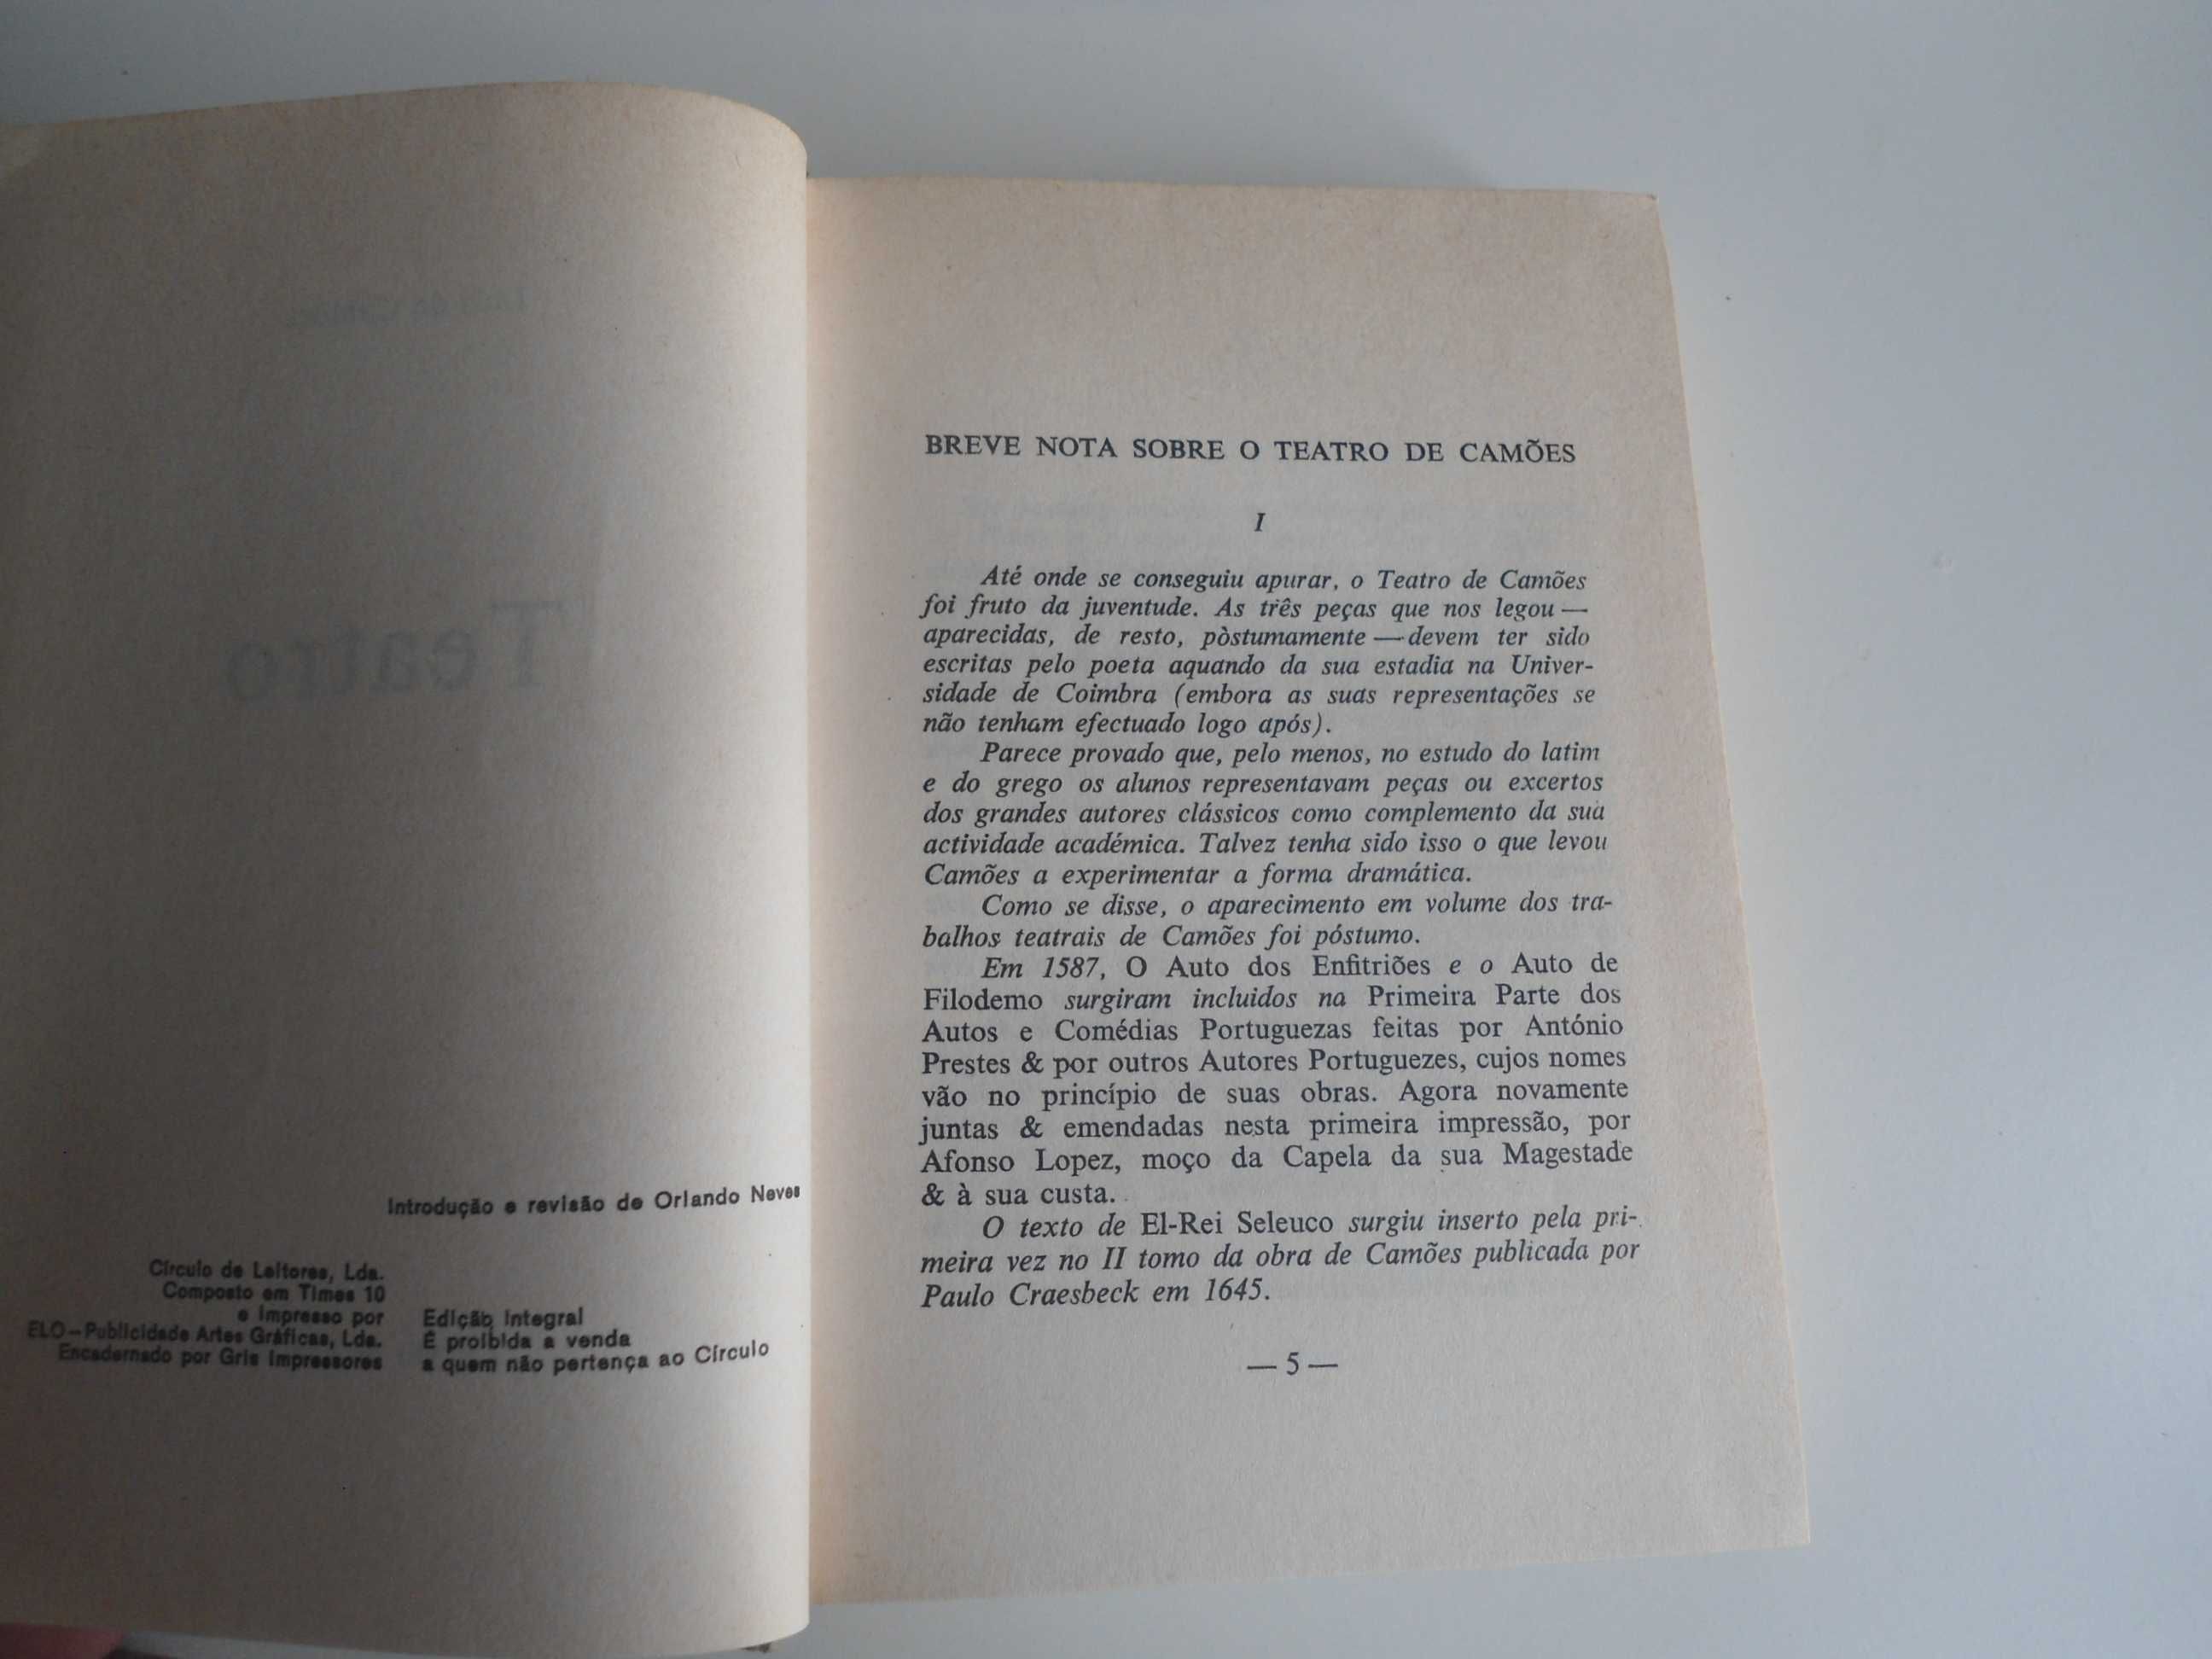 Teatro
Introdução e revisão de Orlando Neves
Círculo de Leitores, Lda.
Composto em Times 10
e impresso por
ELO-Publicidade Artes Gráficas, Lda.
Encadernado por Gris Impressores
Edição integral
É proibida a venda
a quem não pertença ao Círculo
BREVE NOTA SOBRE O TEATRO DE CAMÕES
I
Até onde se conseguiu apurar, o Teatro de Camões
foi fruto da juventude. As três peças que nos legou —
aparecidas, de resto, pòstumamente — devem ter sido
escritas pelo poeta aquando da sua estadia na Univer-
sidade de Coimbra (embora as suas representações se
não tenham efectuado logo após).
Parece provado que, pelo menos, no estudo do latim
e do grego os alunos representavam peças ou excertos
dos grandes autores clássicos como complemento da sua
actividade académica. Talvez tenha sido isso o que levou
Camões a experimentar a forma dramática.
Como se disse, o aparecimento em volume dos tra-
balhos teatrais de Camões foi póstumo.
Em 1587, O Auto dos Enfitriões e o Auto de
Filodemo surgiram incluidos na Primeira Parte dos
Autos e Comédias Portuguezas feitas por António
Prestes & por outros Autores Portuguezes, cujos nomes
vão no princípio de suas obras. Agora novamente
juntas & emendadas nesta primeira impressão, por
Afonso Lopez, moço da Capela da sua Magestade
& à sua custa.
O texto de El-Rei Seleuco surgiu inserto pela pri-
meira vez no II tomo da obra de Camões publicada por
Paulo Craesbeck em 1645.
— 5 —